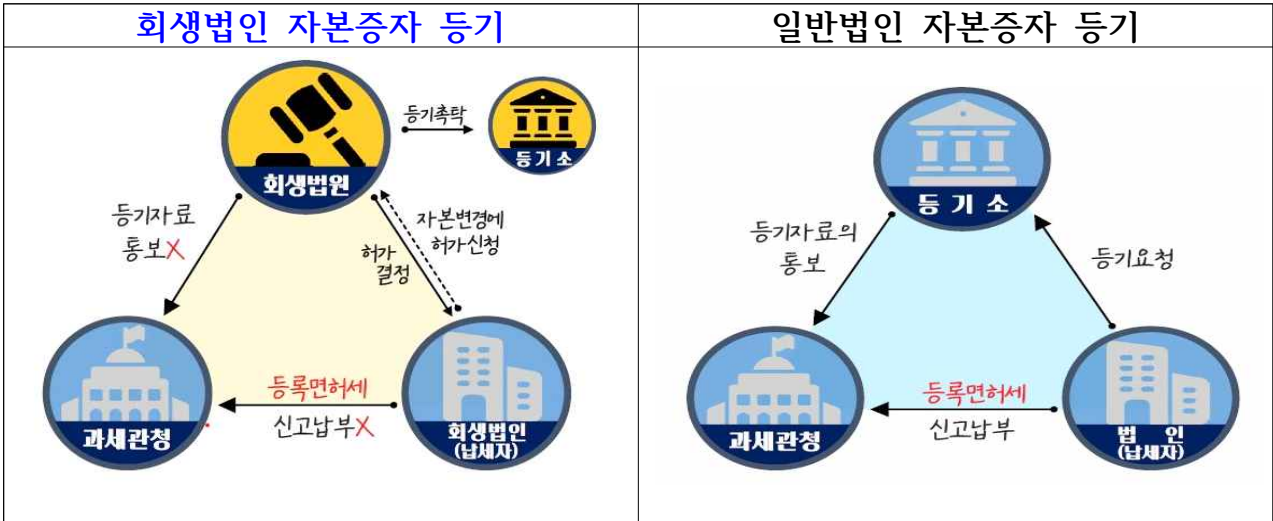 회생법인 자본증자 등기
일반법인 자본증자 등기
회생법원
등기촉탁
등기소
등기자료
통보X
허가
결정
자본변경에
허가신청
과세관청
등록면허세
신고납부X
회생법인
(납세자)
등 기 소
등기자료의
통보
등기요청
과세관청
등록면허세
신고납부
법 인
(납세자)